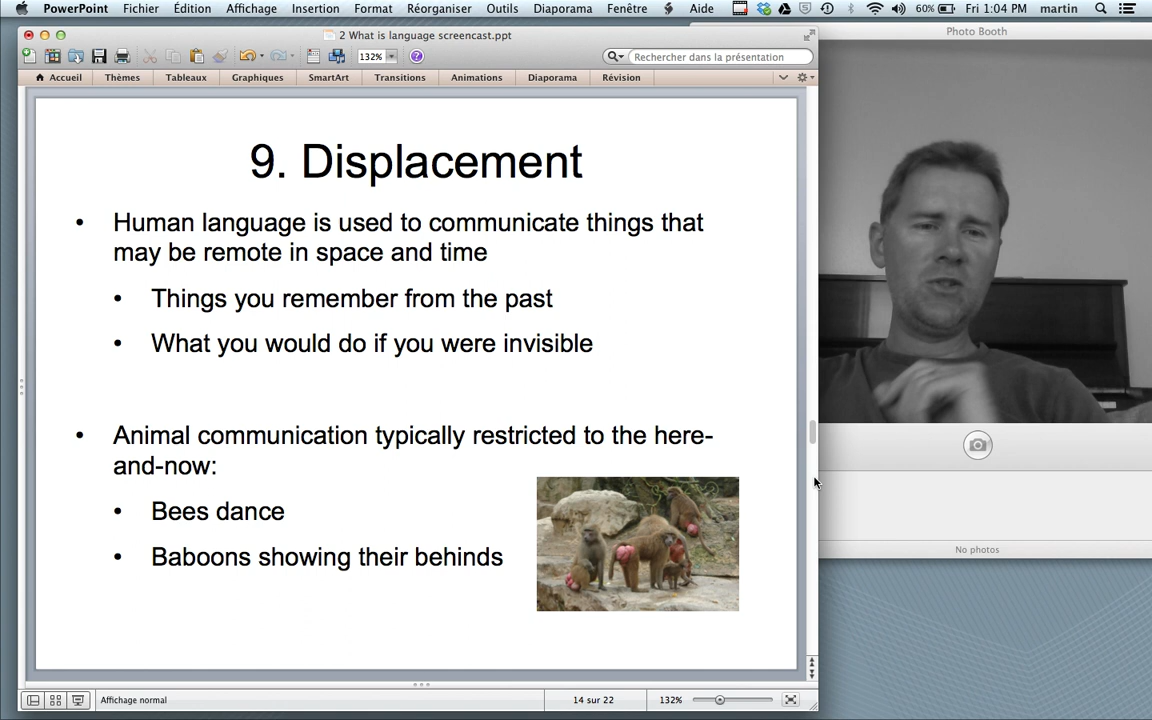 PowerPoint Fichier Édition Affichage Insertion Format Réorganiser Outils Diaporama Fenêtre Aide 60% Fri 1:04 PM martin
2 What is language screencast.ppt
Photo Booth
132% Rechercher dans la présentation
Accueil Thèmes Tableaux Graphiques SmartArt Transitions Animations Diaporama Révision
9. Displacement
• Human language is used to communicate things that
may be remote in space and time
• Things you remember from the past
• What you would do if you were invisible
• Animal communication typically restricted to the here-
and-now:
• Bees dance
• Baboons showing their behinds
No photos
Affichage normal 14 sur 22 132%